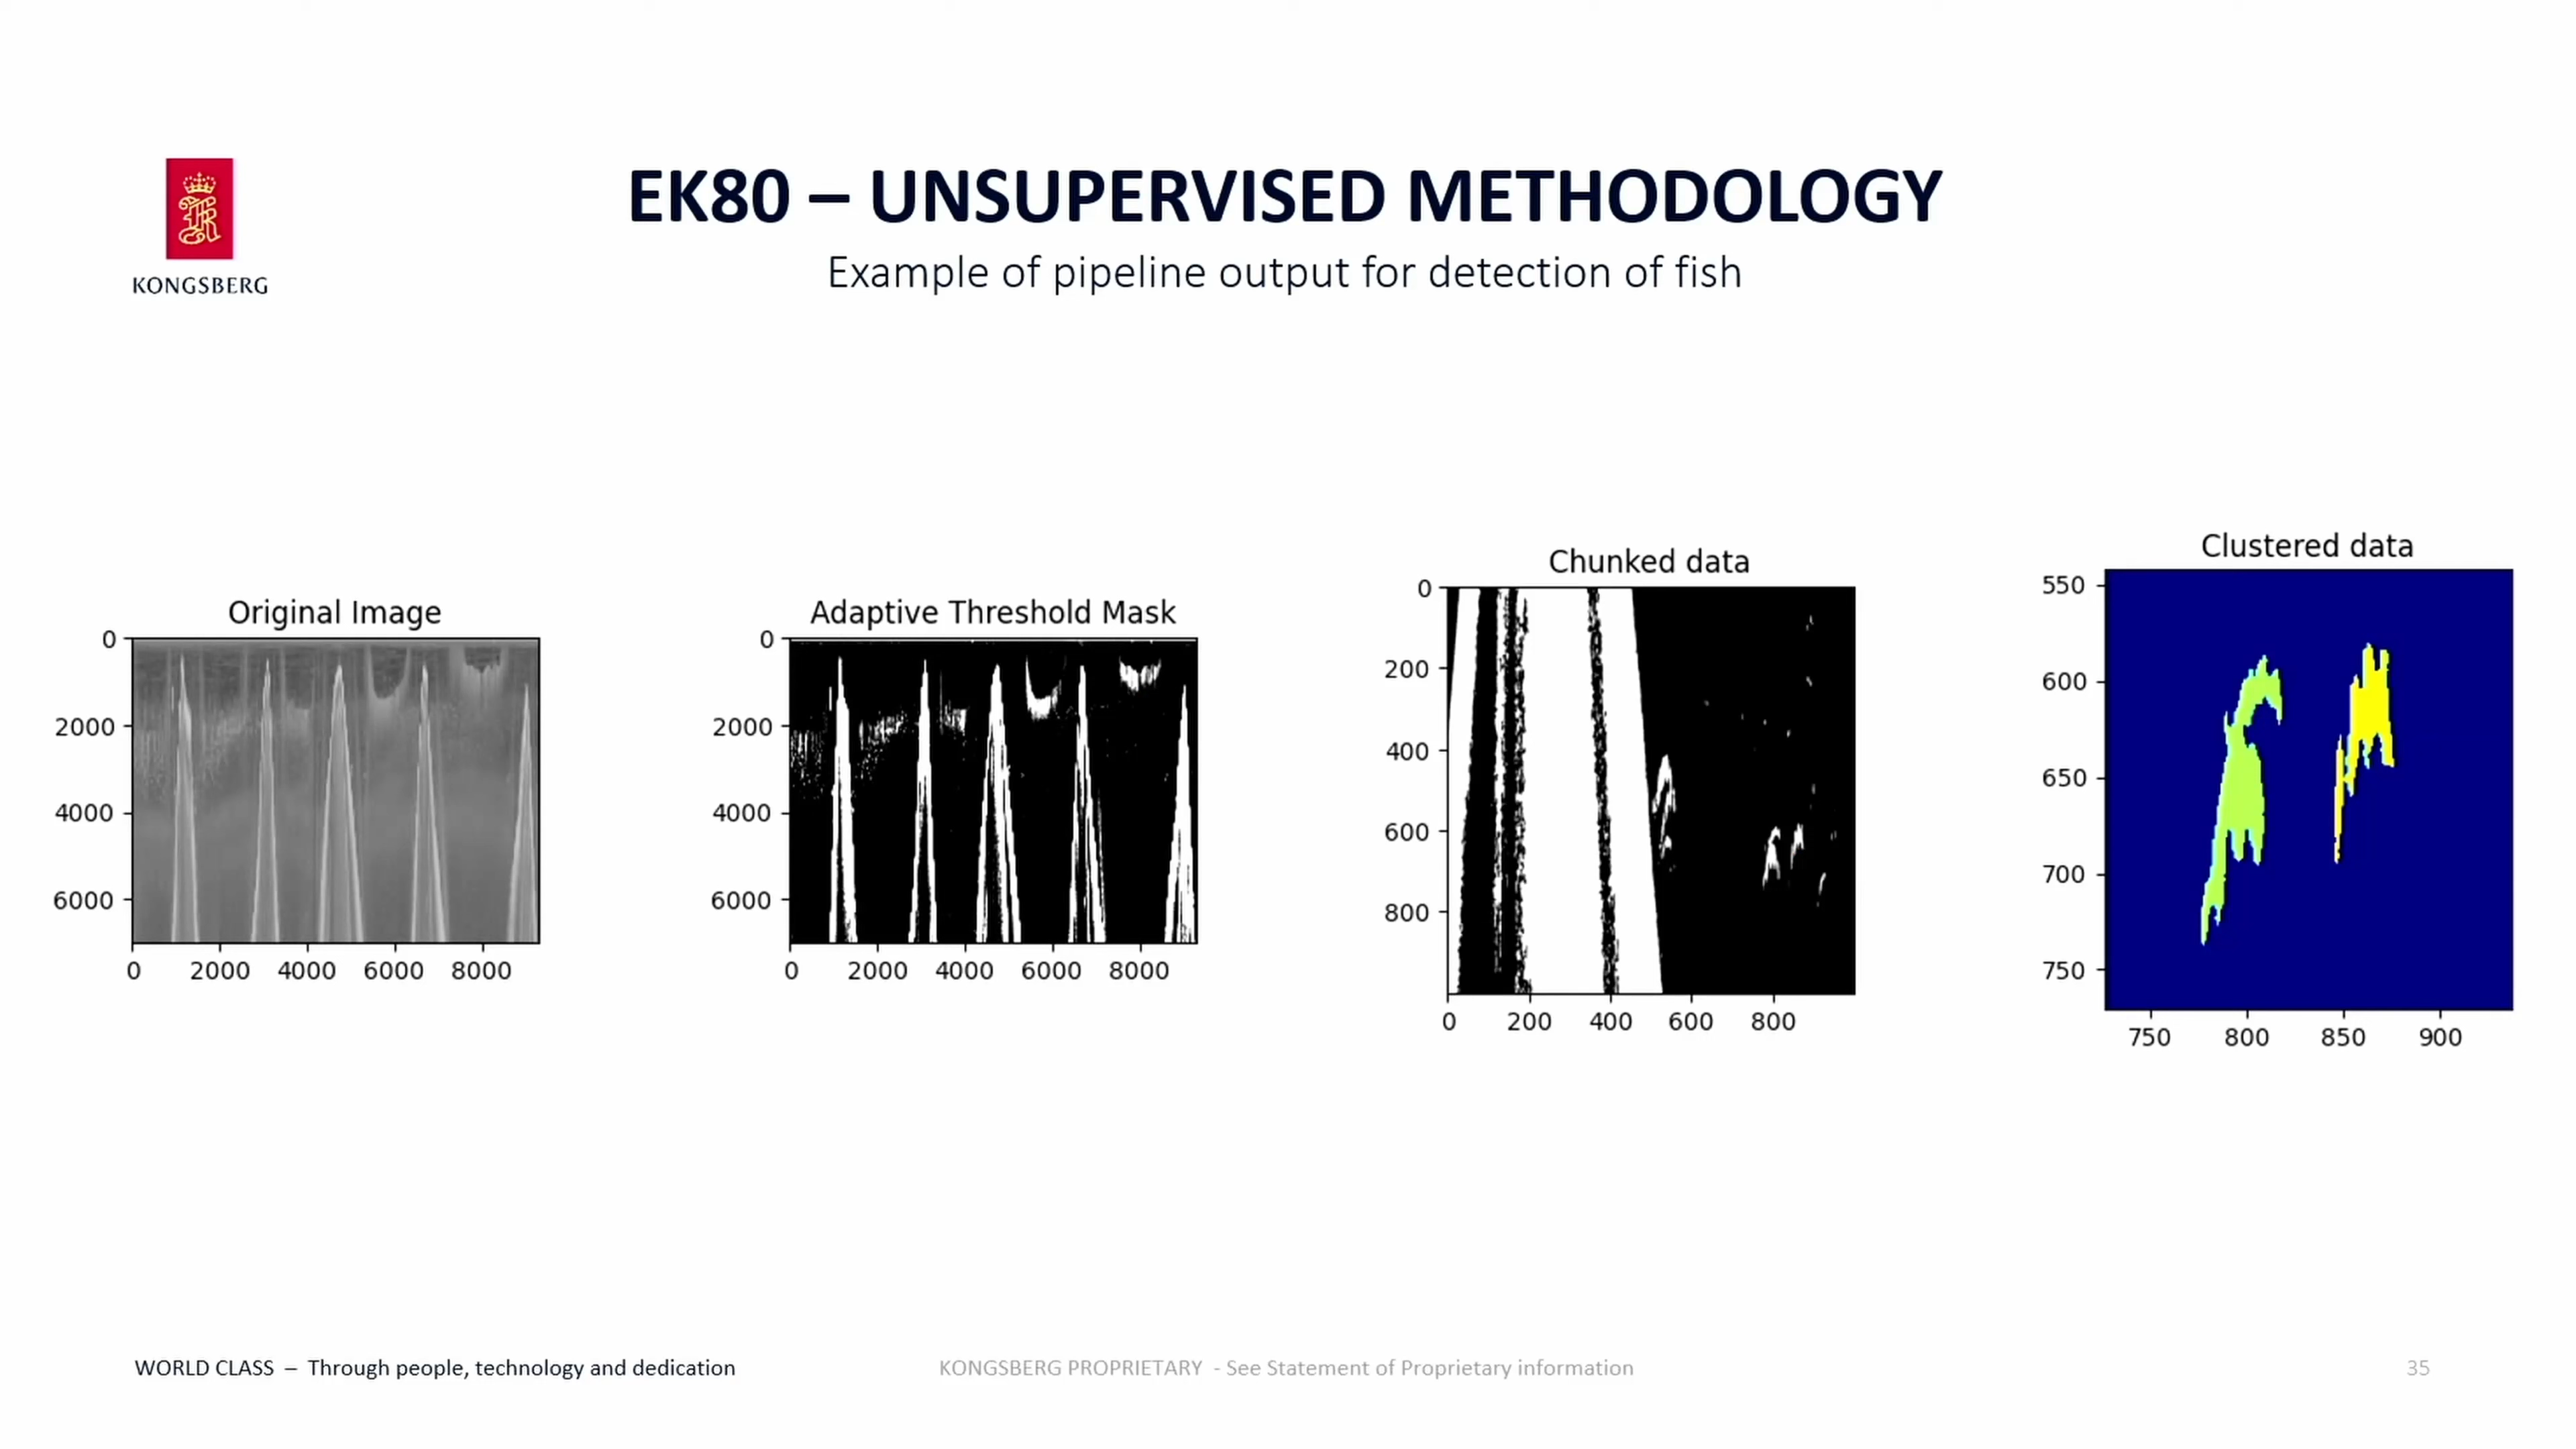 KONGSBERG
EK80 – UNSUPERVISED METHODOLOGY
Example of pipeline output for detection of fish
Original Image
0
2000
4000
6000
0 2000 4000 6000 8000
Adaptive Threshold Mask
0
2000
4000
6000
0 2000 4000 6000 8000
Chunked data
0
200
400
600
800
0 200 400 600 800
Clustered data
550
600
650
700
750
750 800 850 900
WORLD CLASS – Through people, technology and dedication
KONGSBERG PROPRIETARY - See Statement of Proprietary information
35